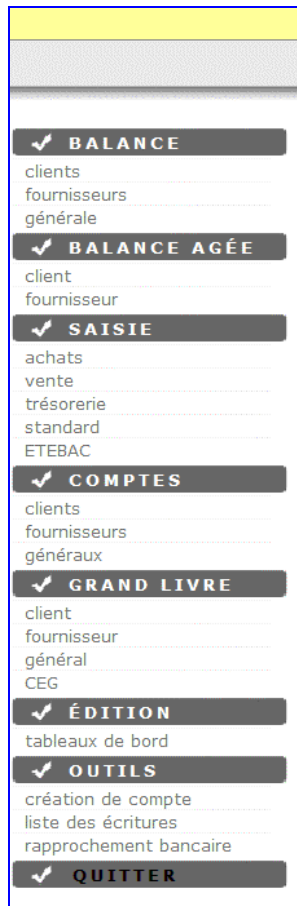 BALANCE
clients
fournisseurs
générale
BALANCE AGÉE
client
fournisseur
SAISIE
achats
vente
trésorerie
standard
ETEBAC
COMPTES
clients
fournisseurs
généraux
GRAND LIVRE
client
fournisseur
général
CEG
ÉDITION
tableaux de bord
OUTILS
création de compte
liste des écritures
rapprochement bancaire
QUITTER